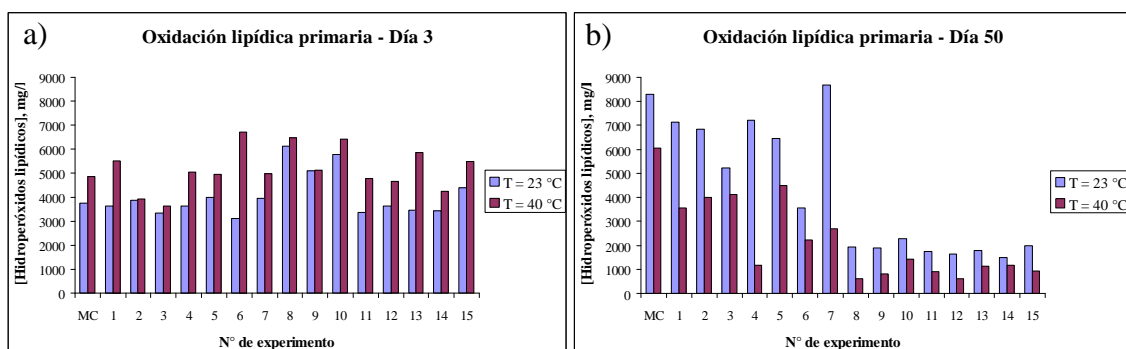 a)
Oxidación lipídica primaria - Día 3
[Hidroperóxidos lipídicos], mg/l
9000
8000
7000
6000
5000
4000
3000
2000
1000
0
MC 1 2 3 4 5 6 7 8 9 10 11 12 13 14 15
N° de experimento
T = 23 °C
T = 40 °C
b)
Oxidación lipídica primaria - Día 50
[Hidroperóxidos lipídicos], mg/l
9000
8000
7000
6000
5000
4000
3000
2000
1000
0
MC 1 2 3 4 5 6 7 8 9 10 11 12 13 14 15
N° de experimento
T = 23 °C
T = 40 °C